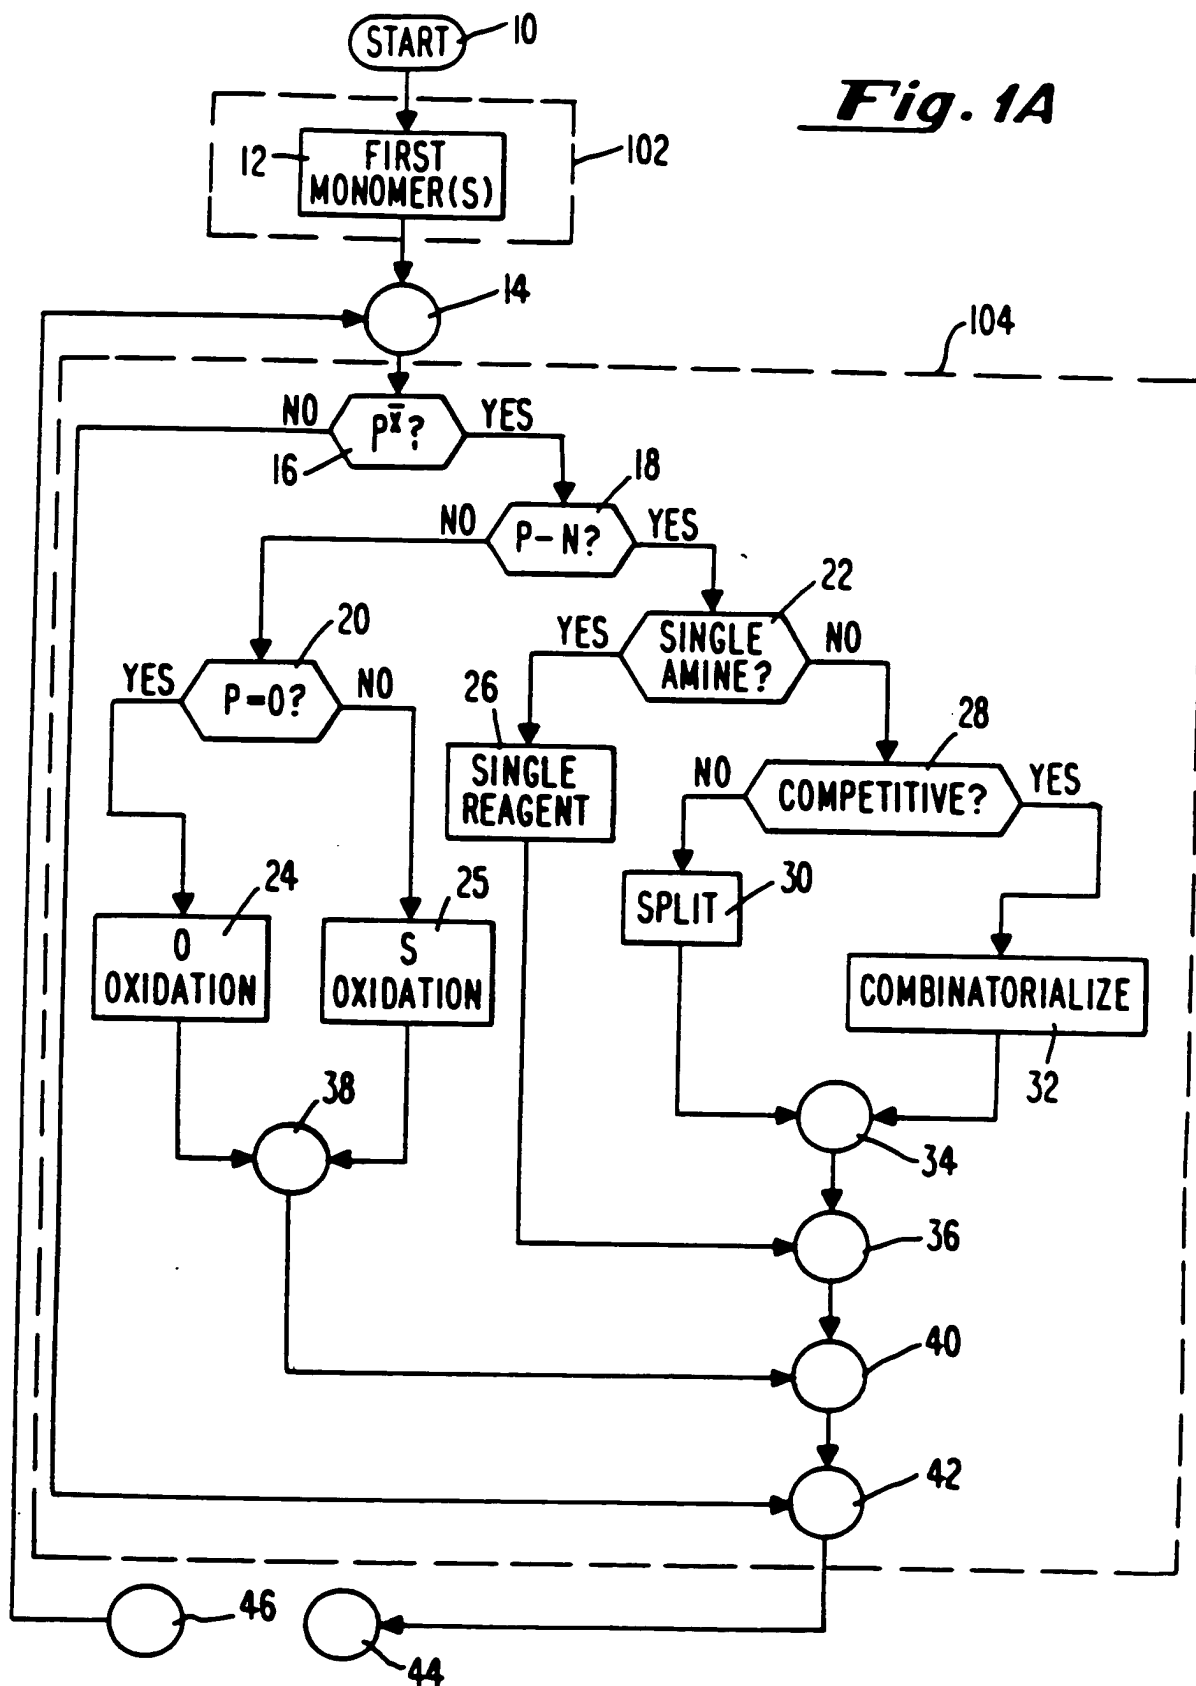 START 10
Fig. 1A
12 FIRST
MONOMER(S)
102
14
104
NO PX̄? YES
16
18
NO P-N? YES
22
YES SINGLE
AMINE? NO
20
YES P=O? NO
26
SINGLE
REAGENT
28
NO COMPETITIVE? YES
24
O
OXIDATION
25
S
OXIDATION
SPLIT 30
COMBINATORIALIZE
32
38
34
36
40
42
46
44